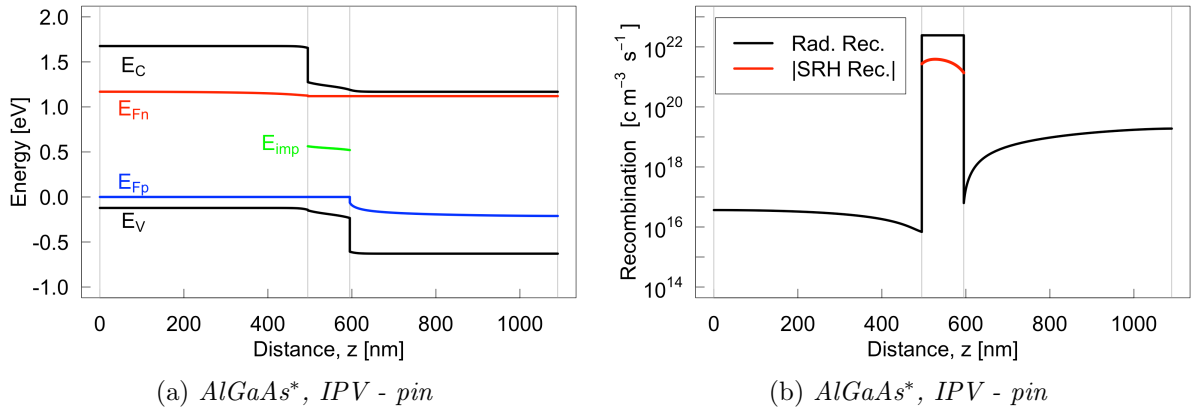 2.0
1.5
1.0
0.5
0.0
-0.5
-1.0
Energy [eV]
E_C
E_Fn
E_imp
E_Fp
E_V
0 200 400 600 800 1000
Distance, z [nm]
(a) AlGaAs*, IPV - pin
10^22
10^20
10^18
10^16
10^14
Recombination [cm^−3 s^−1]
Rad. Rec.
|SRH Rec.|
0 200 400 600 800 1000
Distance, z [nm]
(b) AlGaAs*, IPV - pin